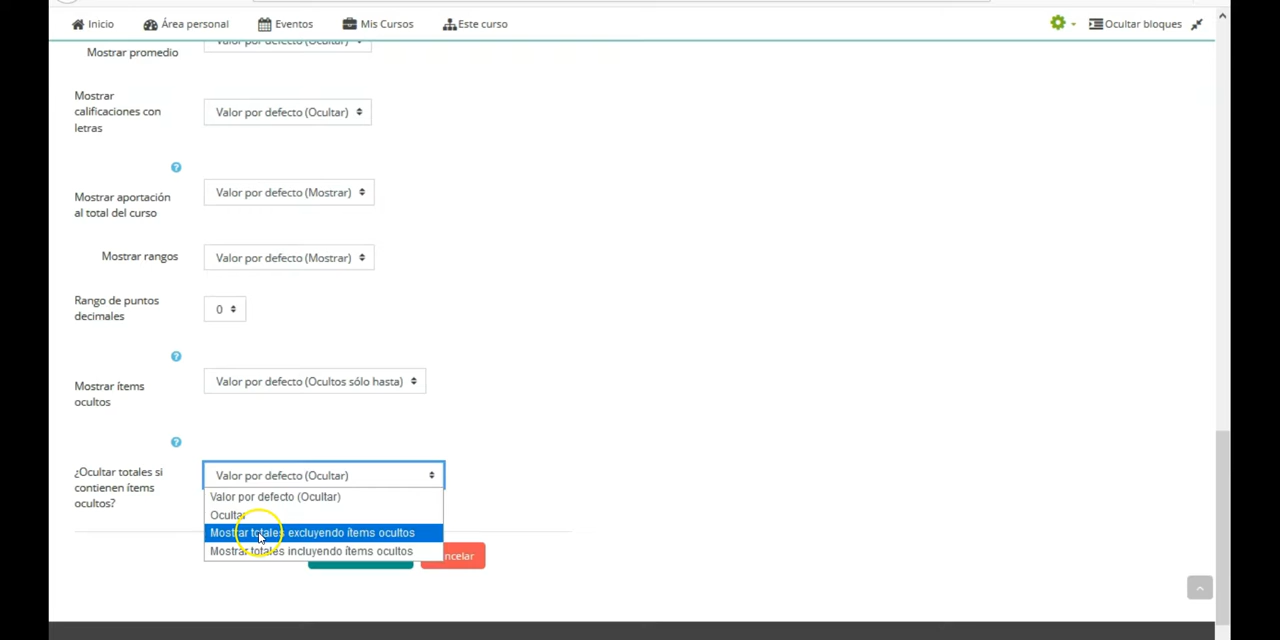 Inicio Área personal Eventos Mis Cursos Este curso Ocultar bloques
Mostrar promedio Valor por defecto (Ocultar)
Mostrar
calificaciones con
letras
Valor por defecto (Ocultar)
Mostrar aportación
al total del curso
Valor por defecto (Mostrar)
Mostrar rangos Valor por defecto (Mostrar)
Rango de puntos
decimales
0
Mostrar ítems
ocultos
Valor por defecto (Ocultos sólo hasta)
¿Ocultar totales si
contienen ítems
ocultos?
Valor por defecto (Ocultar)
Valor por defecto (Ocultar)
Ocultar
Mostrar totales excluyendo ítems ocultos
Mostrar totales incluyendo ítems ocultos
ncelar